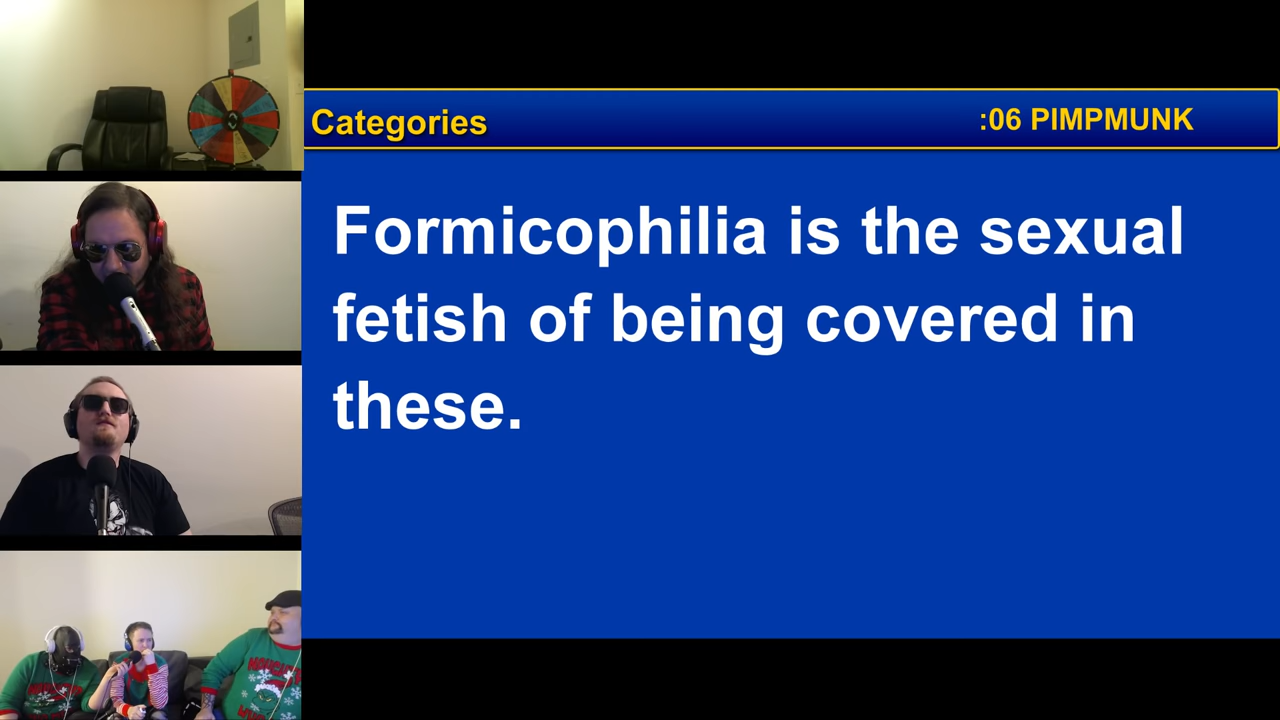 Categories
:06 PIMPMUNK
Formicophilia is the sexual
fetish of being covered in
these.